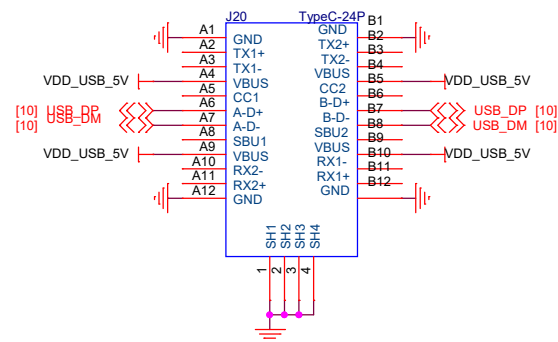 J20 TypeC-24P
A1 GND GND B1
A2 TX1+ TX2+ B2
A3 TX1- TX2- B3
VDD_USB_5V A4 VBUS VBUS B4 VDD_USB_5V
A5 CC1 CC2 B5
[10] USB_DP A6 A-D+ B-D+ B6 USB_DP [10]
[10] USB_DM A7 A-D- B-D- B7 USB_DM [10]
A8 SBU1 SBU2 B8
VDD_USB_5V A9 VBUS VBUS B9 VDD_USB_5V
A10 RX2- RX1- B10
A11 RX2+ RX1+ B11
A12 GND GND B12
SH1 SH2 SH3 SH4
1 2 3 4